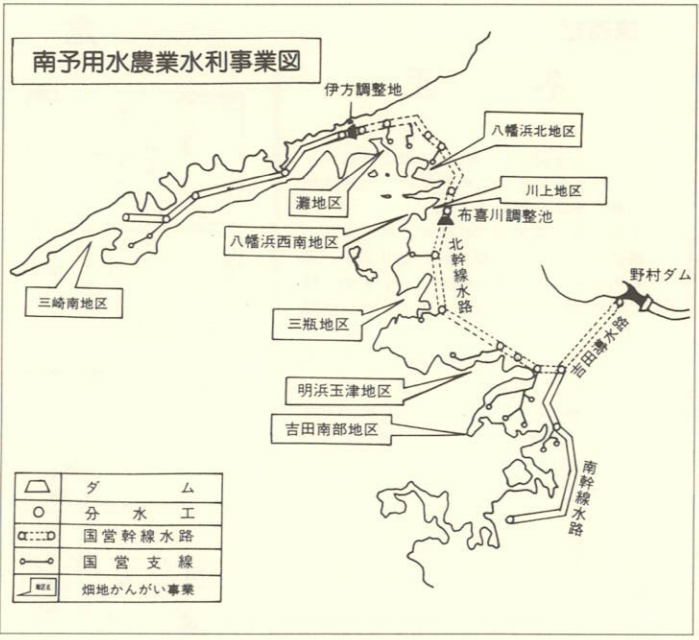 南予用水農業水利事業図
伊方調整地
八幡浜北地区
灘地区
川上地区
布喜川調整池
八幡浜西南地区
北幹線水路
野村ダム
三崎南地区
三瓶地区
吉田導水路
明浜玉津地区
吉田南部地区
南幹線水路
ダム
分水工
国営幹線水路
国営支線
畑地かんがい事業